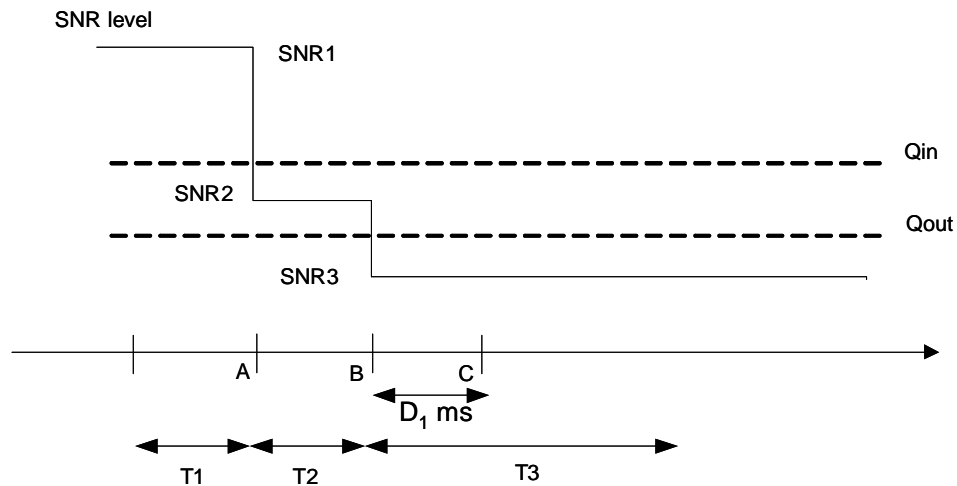 SNR level
SNR1
Qin
SNR2
Qout
SNR3
A
B
C
D₁ ms
T1
T2
T3